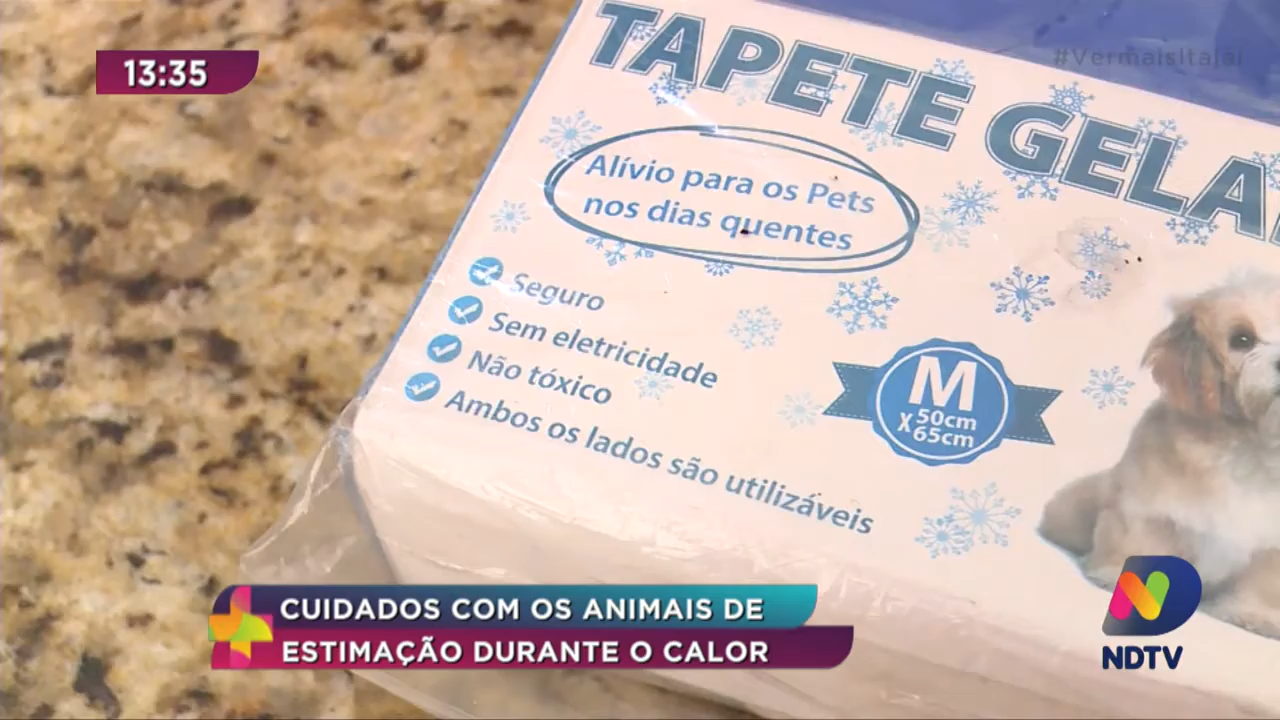 13:35
#VermaisItajaí
TAPETE GELA
Alívio para os Pets
nos dias quentes
Seguro
Sem eletricidade
Não tóxico
Ambos os lados são utilizáveis
M
X 50cm
65cm
CUIDADOS COM OS ANIMAIS DE
ESTIMAÇÃO DURANTE O CALOR
NDTV